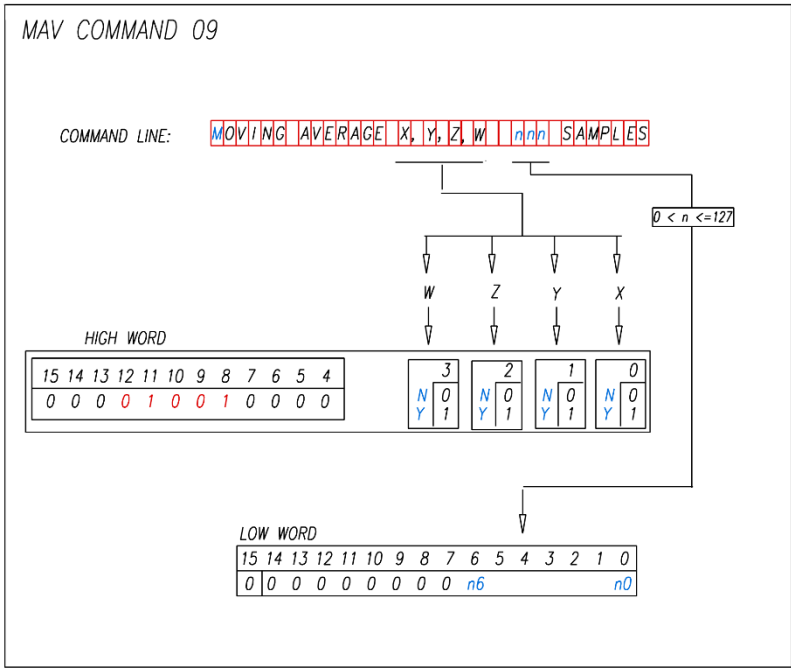 MAV COMMAND 09
COMMAND LINE: MOVING AVERAGE X, Y, Z, W nnn SAMPLES
0 < n <=127
W Z Y X
HIGH WORD
15 14 13 12 11 10 9 8 7 6 5 4 3 2 1 0
0 0 0 0 1 0 0 1 0 0 0 0 N 0 N 0 N 0 N 0
Y 1 Y 1 Y 1 Y 1
LOW WORD
15 14 13 12 11 10 9 8 7 6 5 4 3 2 1 0
0 0 0 0 0 0 0 0 0 n6 n0